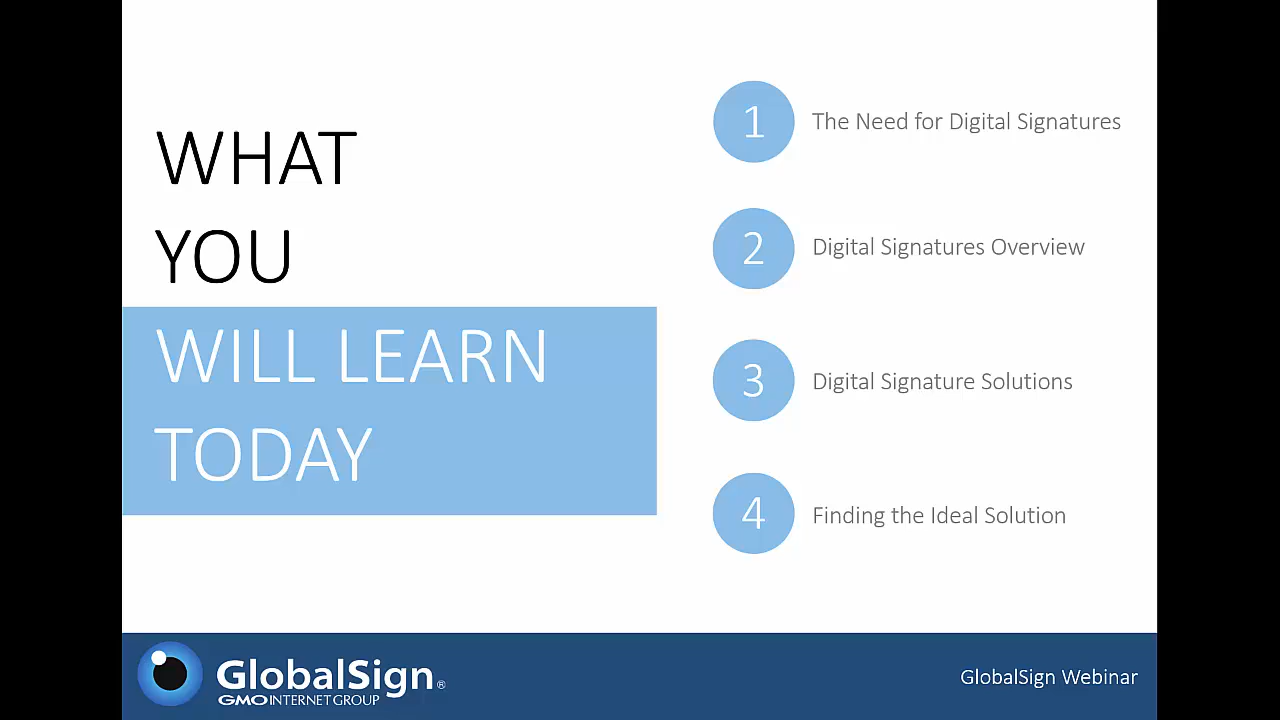 WHAT
YOU
WILL LEARN
TODAY
1 The Need for Digital Signatures
2 Digital Signatures Overview
3 Digital Signature Solutions
4 Finding the Ideal Solution
GlobalSign®
GMO INTERNET GROUP
GlobalSign Webinar